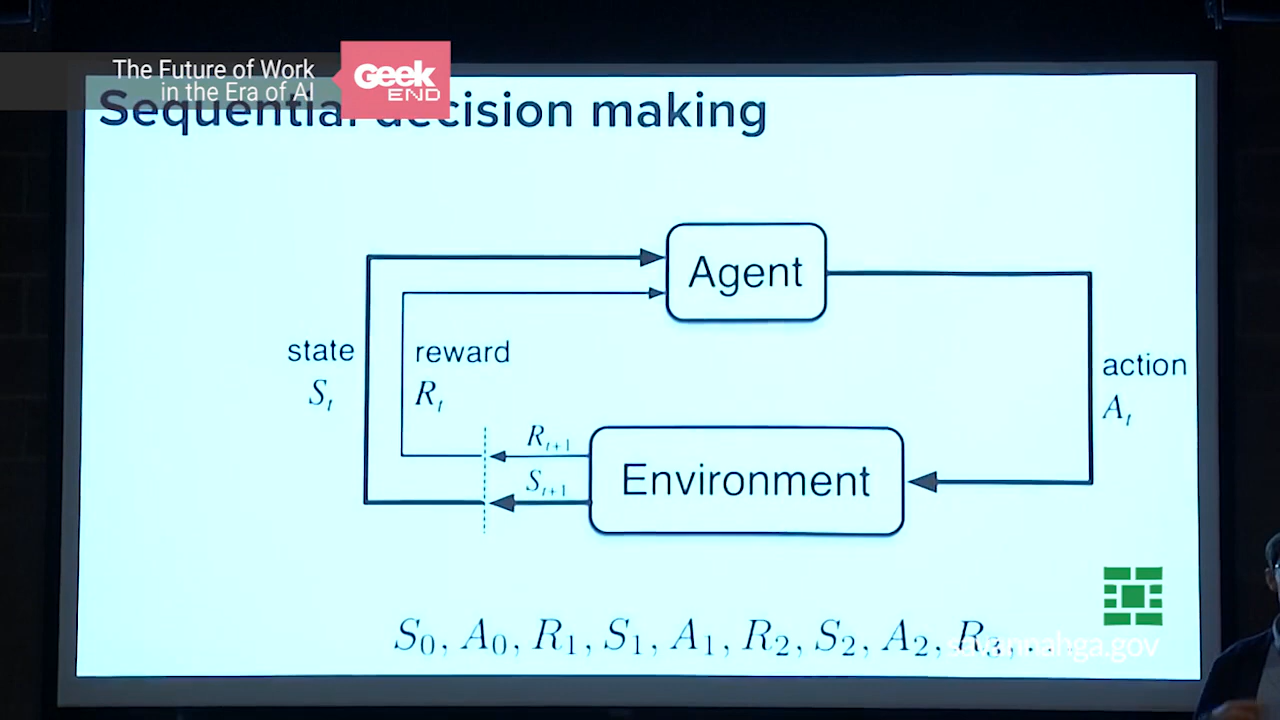 The Future of Work
in the Era of AI
Geek
END
Sequential decision making
Agent
state
S_t
reward
R_t
action
A_t
R_{t+1}
S_{t+1}
Environment
S_0, A_0, R_1, S_1, A_1, R_2, S_2, A_2, R_3, ...
savannahga.gov